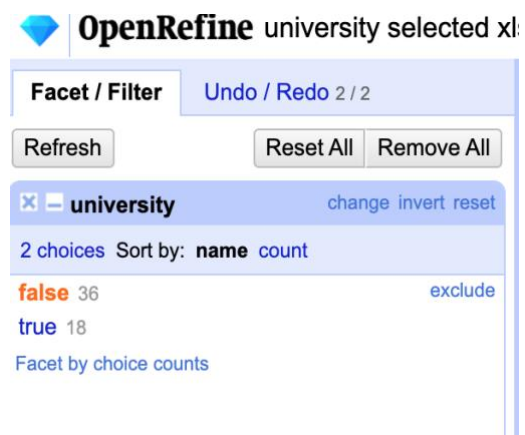 OpenRefine university selected xls
Facet / Filter Undo / Redo 2 / 2
Refresh Reset All Remove All
university change invert reset
2 choices Sort by: name count
false 36 exclude
true 18
Facet by choice counts